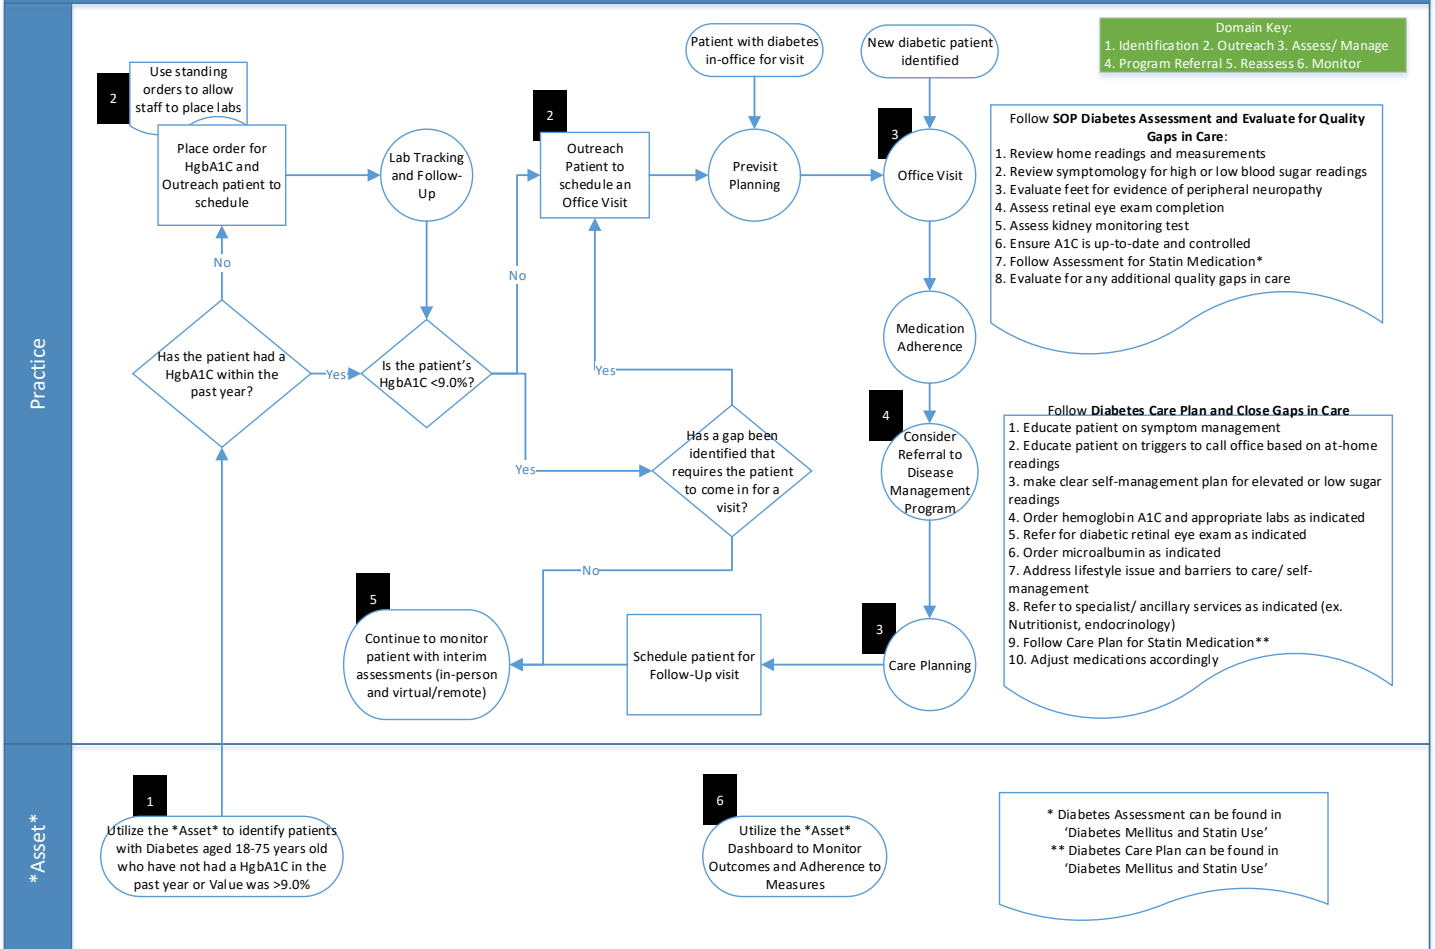 Domain Key:
1. Identification 2. Outreach 3. Assess/ Manage
4. Program Referral 5. Reassess 6. Monitor
Practice
2
Use standing
orders to allow
staff to place labs
Place order for
HgbA1C and
Outreach patient to
schedule
Lab Tracking
and Follow-
Up
2
Outreach
Patient to
schedule an
Office Visit
Patient with diabetes
in-office for visit
Previsit
Planning
New diabetic patient
identified
3
Office Visit
Follow SOP Diabetes Assessment and Evaluate for Quality
Gaps in Care:
1. Review home readings and measurements
2. Review symptomology for high or low blood sugar readings
3. Evaluate feet for evidence of peripheral neuropathy
4. Assess retinal eye exam completion
5. Assess kidney monitoring test
6. Ensure A1C is up-to-date and controlled
7. Follow Assessment for Statin Medication*
8. Evaluate for any additional quality gaps in care
No
No
Has the patient had a
HgbA1C within the
past year?
Yes
Is the patient's
HgbA1C <9.0%?
Yes
Yes
Has a gap been
identified that
requires the patient
to come in for a
visit?
No
Medication
Adherence
4
Consider
Referral to
Disease
Management
Program
Follow Diabetes Care Plan and Close Gaps in Care
1. Educate patient on symptom management
2. Educate patient on triggers to call office based on at-home
readings
3. make clear self-management plan for elevated or low sugar
readings
4. Order hemoglobin A1C and appropriate labs as indicated
5. Refer for diabetic retinal eye exam as indicated
6. Order microalbumin as indicated
7. Address lifestyle issue and barriers to care/ self-
management
8. Refer to specialist/ ancillary services as indicated (ex.
Nutritionist, endocrinology)
9. Follow Care Plan for Statin Medication**
10. Adjust medications accordingly
5
Continue to monitor
patient with interim
assessments (in-person
and virtual/remote)
Schedule patient for
Follow-Up visit
3
Care Planning
*Asset*
1
Utilize the *Asset* to identify patients
with Diabetes aged 18-75 years old
who have not had a HgbA1C in the
past year or Value was >9.0%
6
Utilize the *Asset*
Dashboard to Monitor
Outcomes and Adherence to
Measures
* Diabetes Assessment can be found in
‘Diabetes Mellitus and Statin Use’
** Diabetes Care Plan can be found in
‘Diabetes Mellitus and Statin Use’